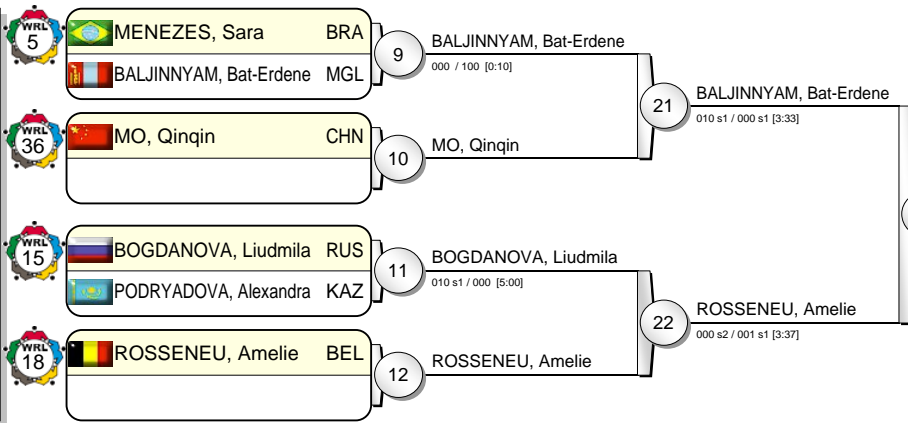 WRL
5
MENEZES, Sara BRA
BALJINNYAM, Bat-Erdene MGL
9
BALJINNYAM, Bat-Erdene
000 / 100 [0:10]
21
BALJINNYAM, Bat-Erdene
010 s1 / 000 s1 [3:33]
WRL
36
MO, Qinqin CHN
10
MO, Qinqin
WRL
15
BOGDANOVA, Liudmila RUS
PODRYADOVA, Alexandra KAZ
11
BOGDANOVA, Liudmila
010 s1 / 000 [5:00]
22
ROSSENEU, Amelie
000 s2 / 001 s1 [3:37]
WRL
18
ROSSENEU, Amelie BEL
12
ROSSENEU, Amelie